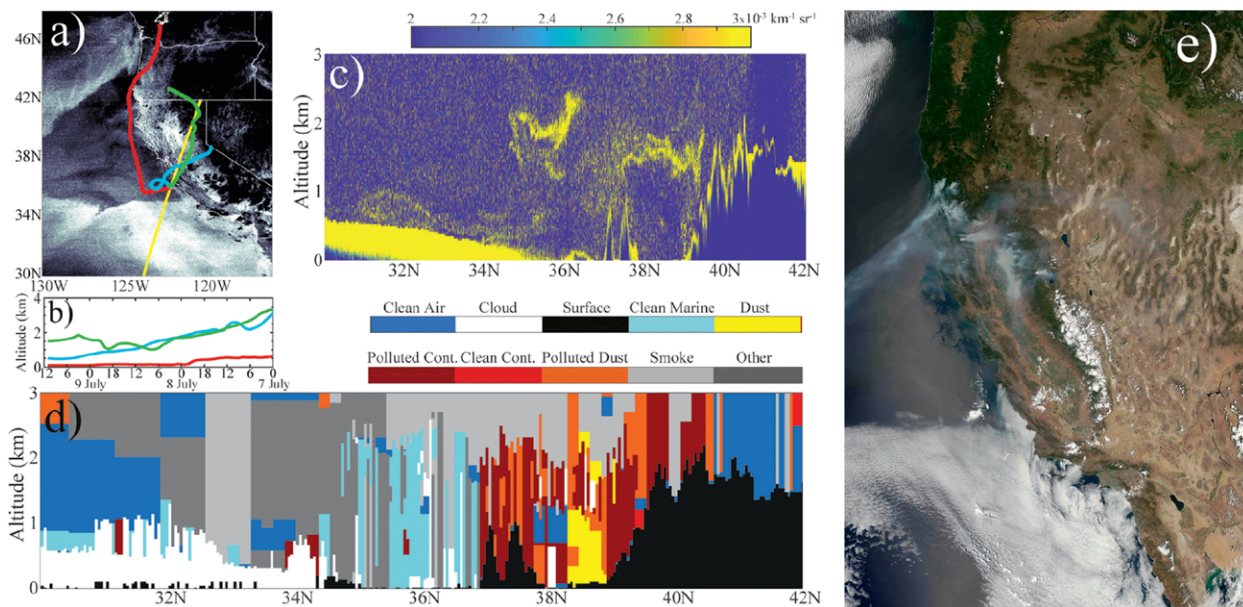 a)
46N
42N
38N
34N
30N
130W 125W 120W
b)
Altitude (km)
4
2
0
12 6 0 18 12 6 0 18 12 6 0
9 July 8 July 7 July
2 2.2 2.4 2.6 2.8 3x10⁻³ km⁻¹ sr⁻¹
c)
Altitude (km)
3
2
1
0
32N 34N 36N 38N 40N 42N
Clean Air Cloud Surface Clean Marine Dust
Polluted Cont. Clean Cont. Polluted Dust Smoke Other
d)
Altitude (km)
3
2
1
0
32N 34N 36N 38N 40N 42N
e)